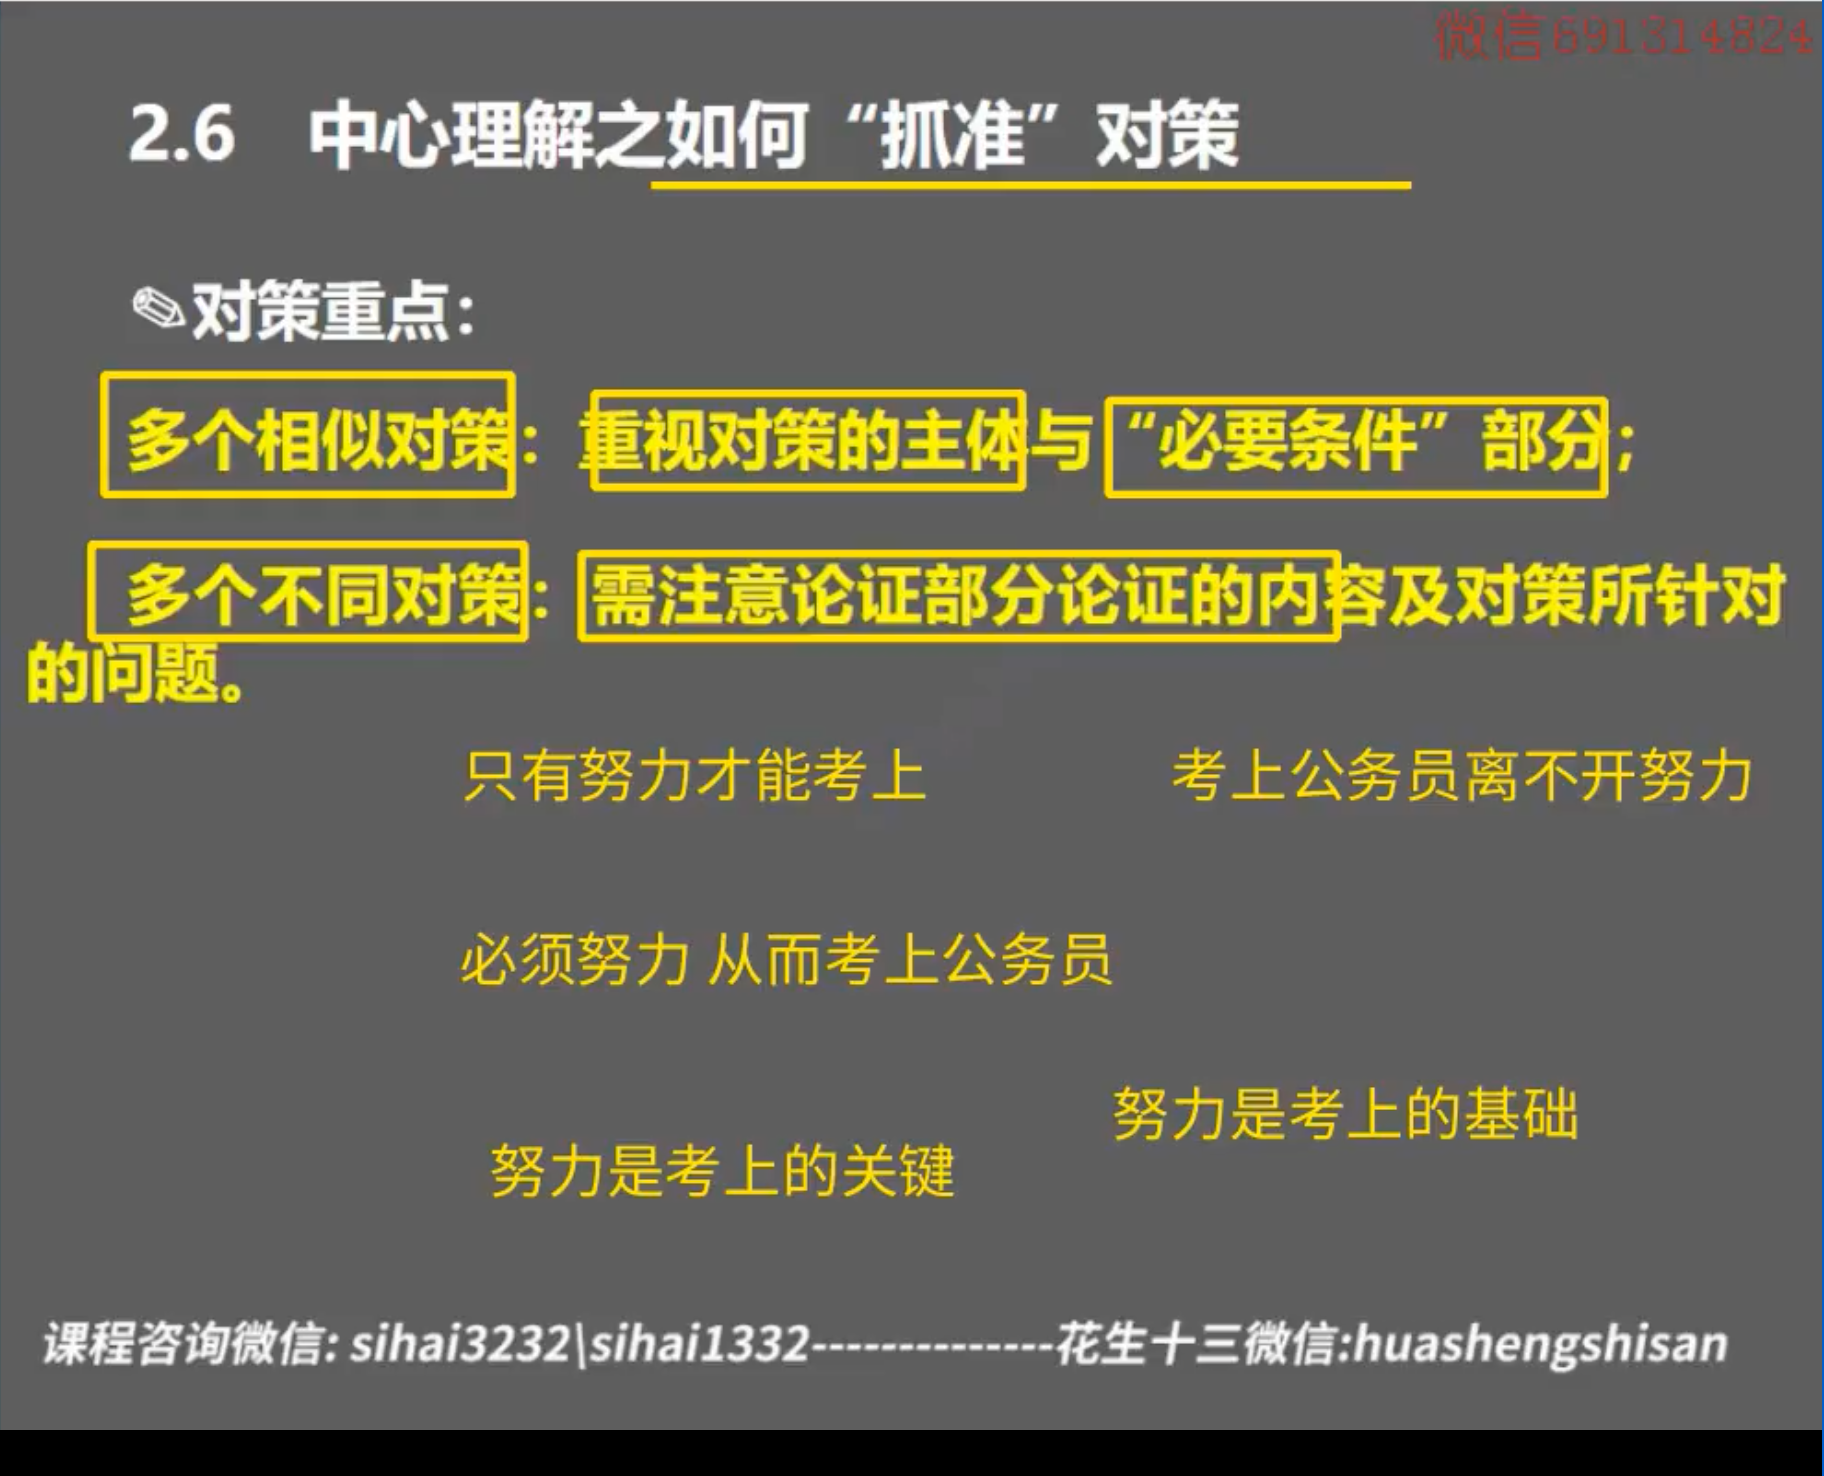 微信691314824
2.6 中心理解之如何“抓准”对策
✎对策重点：
多个相似对策：重视对策的主体与“必要条件”部分；
多个不同对策：需注意论证部分论证的内容及对策所针对
的问题。
只有努力才能考上 考上公务员离不开努力
必须努力 从而考上公务员
努力是考上的基础
努力是考上的关键
课程咨询微信: sihai3232\sihai1332--------------花生十三微信:huashengshisan